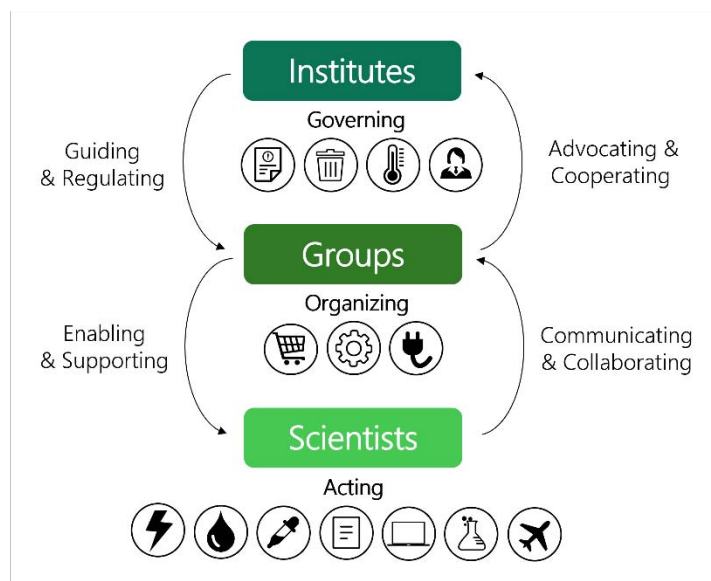 Institutes
Governing
Guiding
& Regulating
Advocating &
Cooperating
Groups
Organizing
Enabling
& Supporting
Communicating
& Collaborating
Scientists
Acting